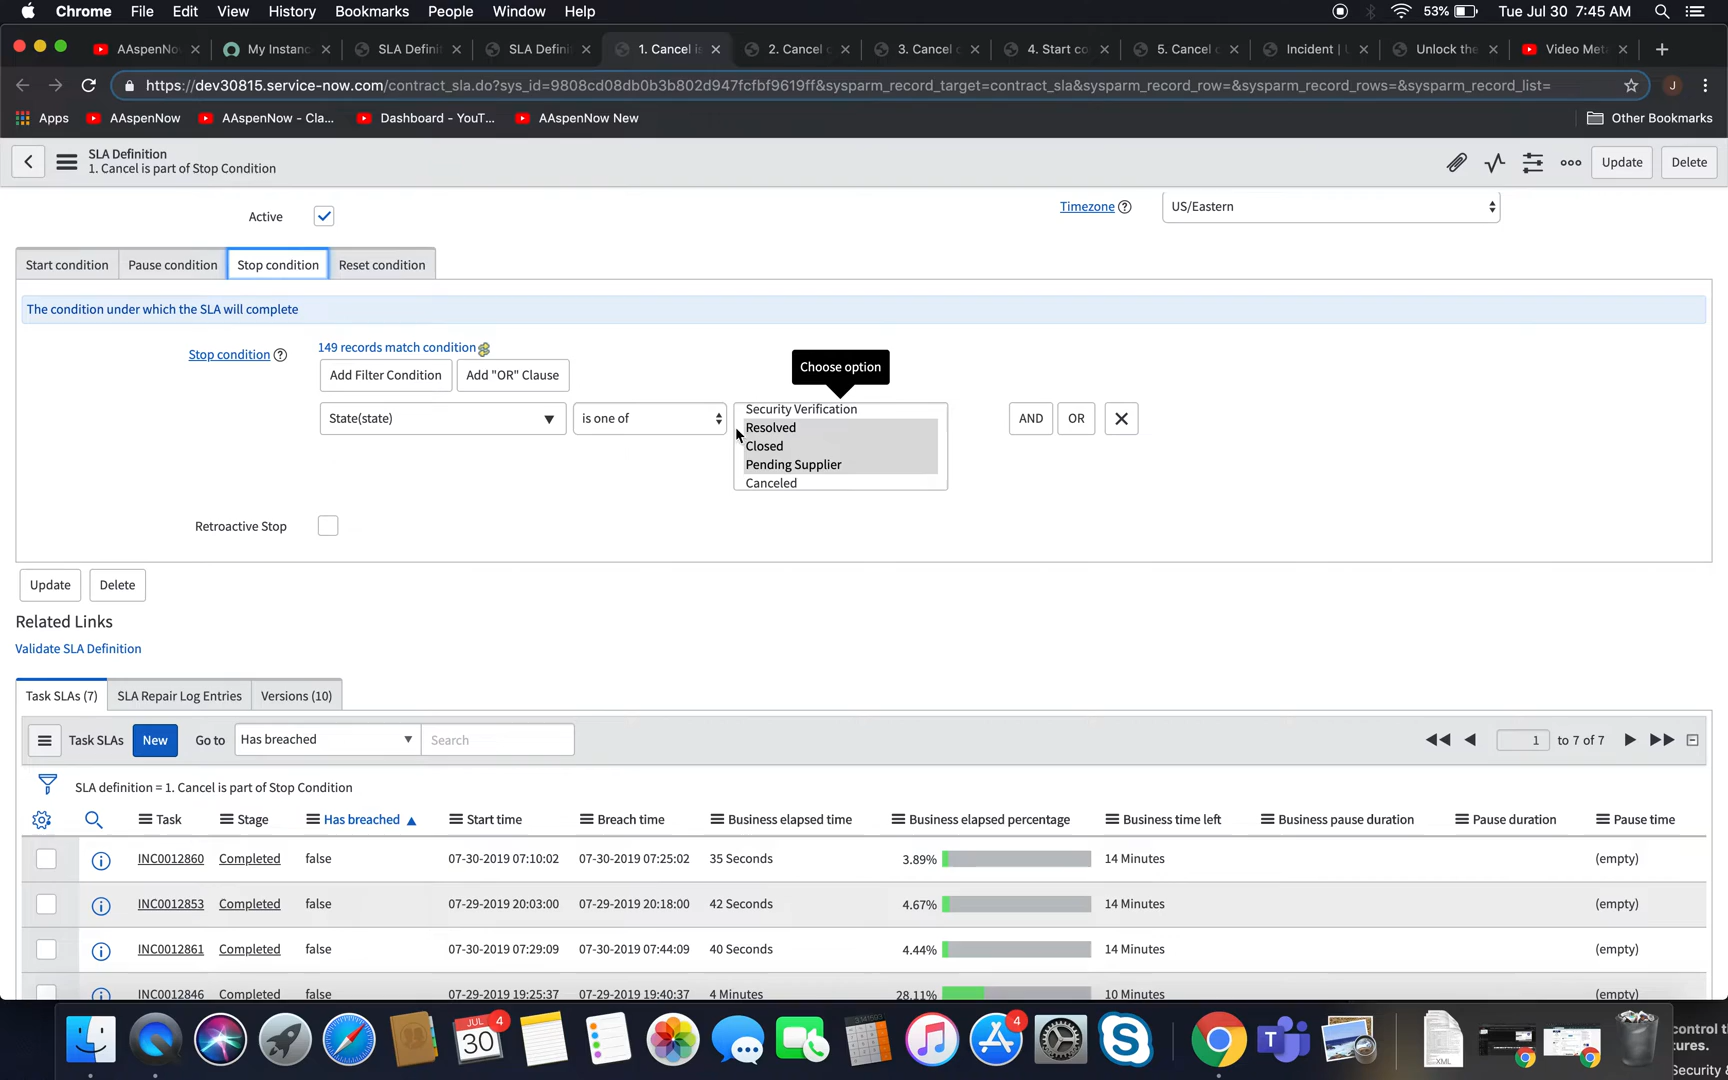 Chrome File Edit View History Bookmarks People Window Help 53% Tue Jul 30 7:45 AM
AAspenNo My Instanc SLA Defini SLA Defini 1. Cancel is 2. Cancel 3. Cancel 4. Start co 5. Cancel Incident | Unlock the Video Met
https://dev30815.service-now.com/contract_sla.do?sys_id=9808cd08db0b3b802d947fcfbf9619ff&sysparm_record_target=contract_sla&sysparm_record_row=&sysparm_record_rows=&sysparm_record_list= J
Apps AAspenNow AAspenNow - Cla... Dashboard - YouT... AAspenNow New Other Bookmarks
SLA Definition
1. Cancel is part of Stop Condition
Update Delete
Active Timezone US/Eastern
Start condition Pause condition Stop condition Reset condition
The condition under which the SLA will complete
Stop condition 149 records match condition
Choose option
Add Filter Condition Add "OR" Clause
State(state) is one of AND OR
Security Verification
Resolved
Closed
Pending Supplier
Canceled
Retroactive Stop
Update Delete
Related Links
Validate SLA Definition
Task SLAs (7) SLA Repair Log Entries Versions (10)
Task SLAs New Go to Has breached Search 1 to 7 of 7
SLA definition = 1. Cancel is part of Stop Condition
Task Stage Has breached Start time Breach time Business elapsed time Business elapsed percentage Business time left Business pause duration Pause duration Pause time
INC0012860 Completed false 07-30-2019 07:10:02 07-30-2019 07:25:02 35 Seconds 3.89% 14 Minutes (empty)
INC0012853 Completed false 07-29-2019 20:03:00 07-29-2019 20:18:00 42 Seconds 4.67% 14 Minutes (empty)
INC0012861 Completed false 07-30-2019 07:29:09 07-30-2019 07:44:09 40 Seconds 4.44% 14 Minutes (empty)
INC0012846 Completed false 07-29-2019 19:25:37 07-29-2019 19:40:37 4 Minutes 28.11% 10 Minutes (empty)
JUL 4
30
4
XML
control t
tures.
Security